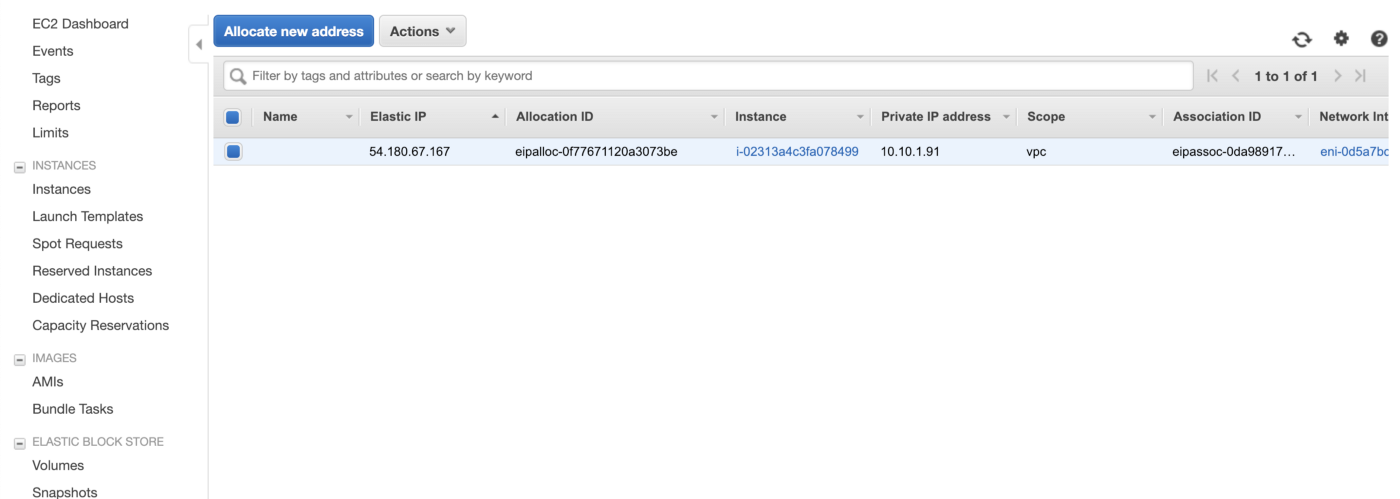 EC2 Dashboard
Events
Tags
Reports
Limits
INSTANCES
Instances
Launch Templates
Spot Requests
Reserved Instances
Dedicated Hosts
Capacity Reservations
IMAGES
AMIs
Bundle Tasks
ELASTIC BLOCK STORE
Volumes
Snapshots
Allocate new address Actions
Filter by tags and attributes or search by keyword 1 to 1 of 1
Name Elastic IP Allocation ID Instance Private IP address Scope Association ID Network Int
54.180.67.167 eipalloc-0f77671120a3073be i-02313a4c3fa078499 10.10.1.91 vpc eipassoc-0da98917... eni-0d5a7bc